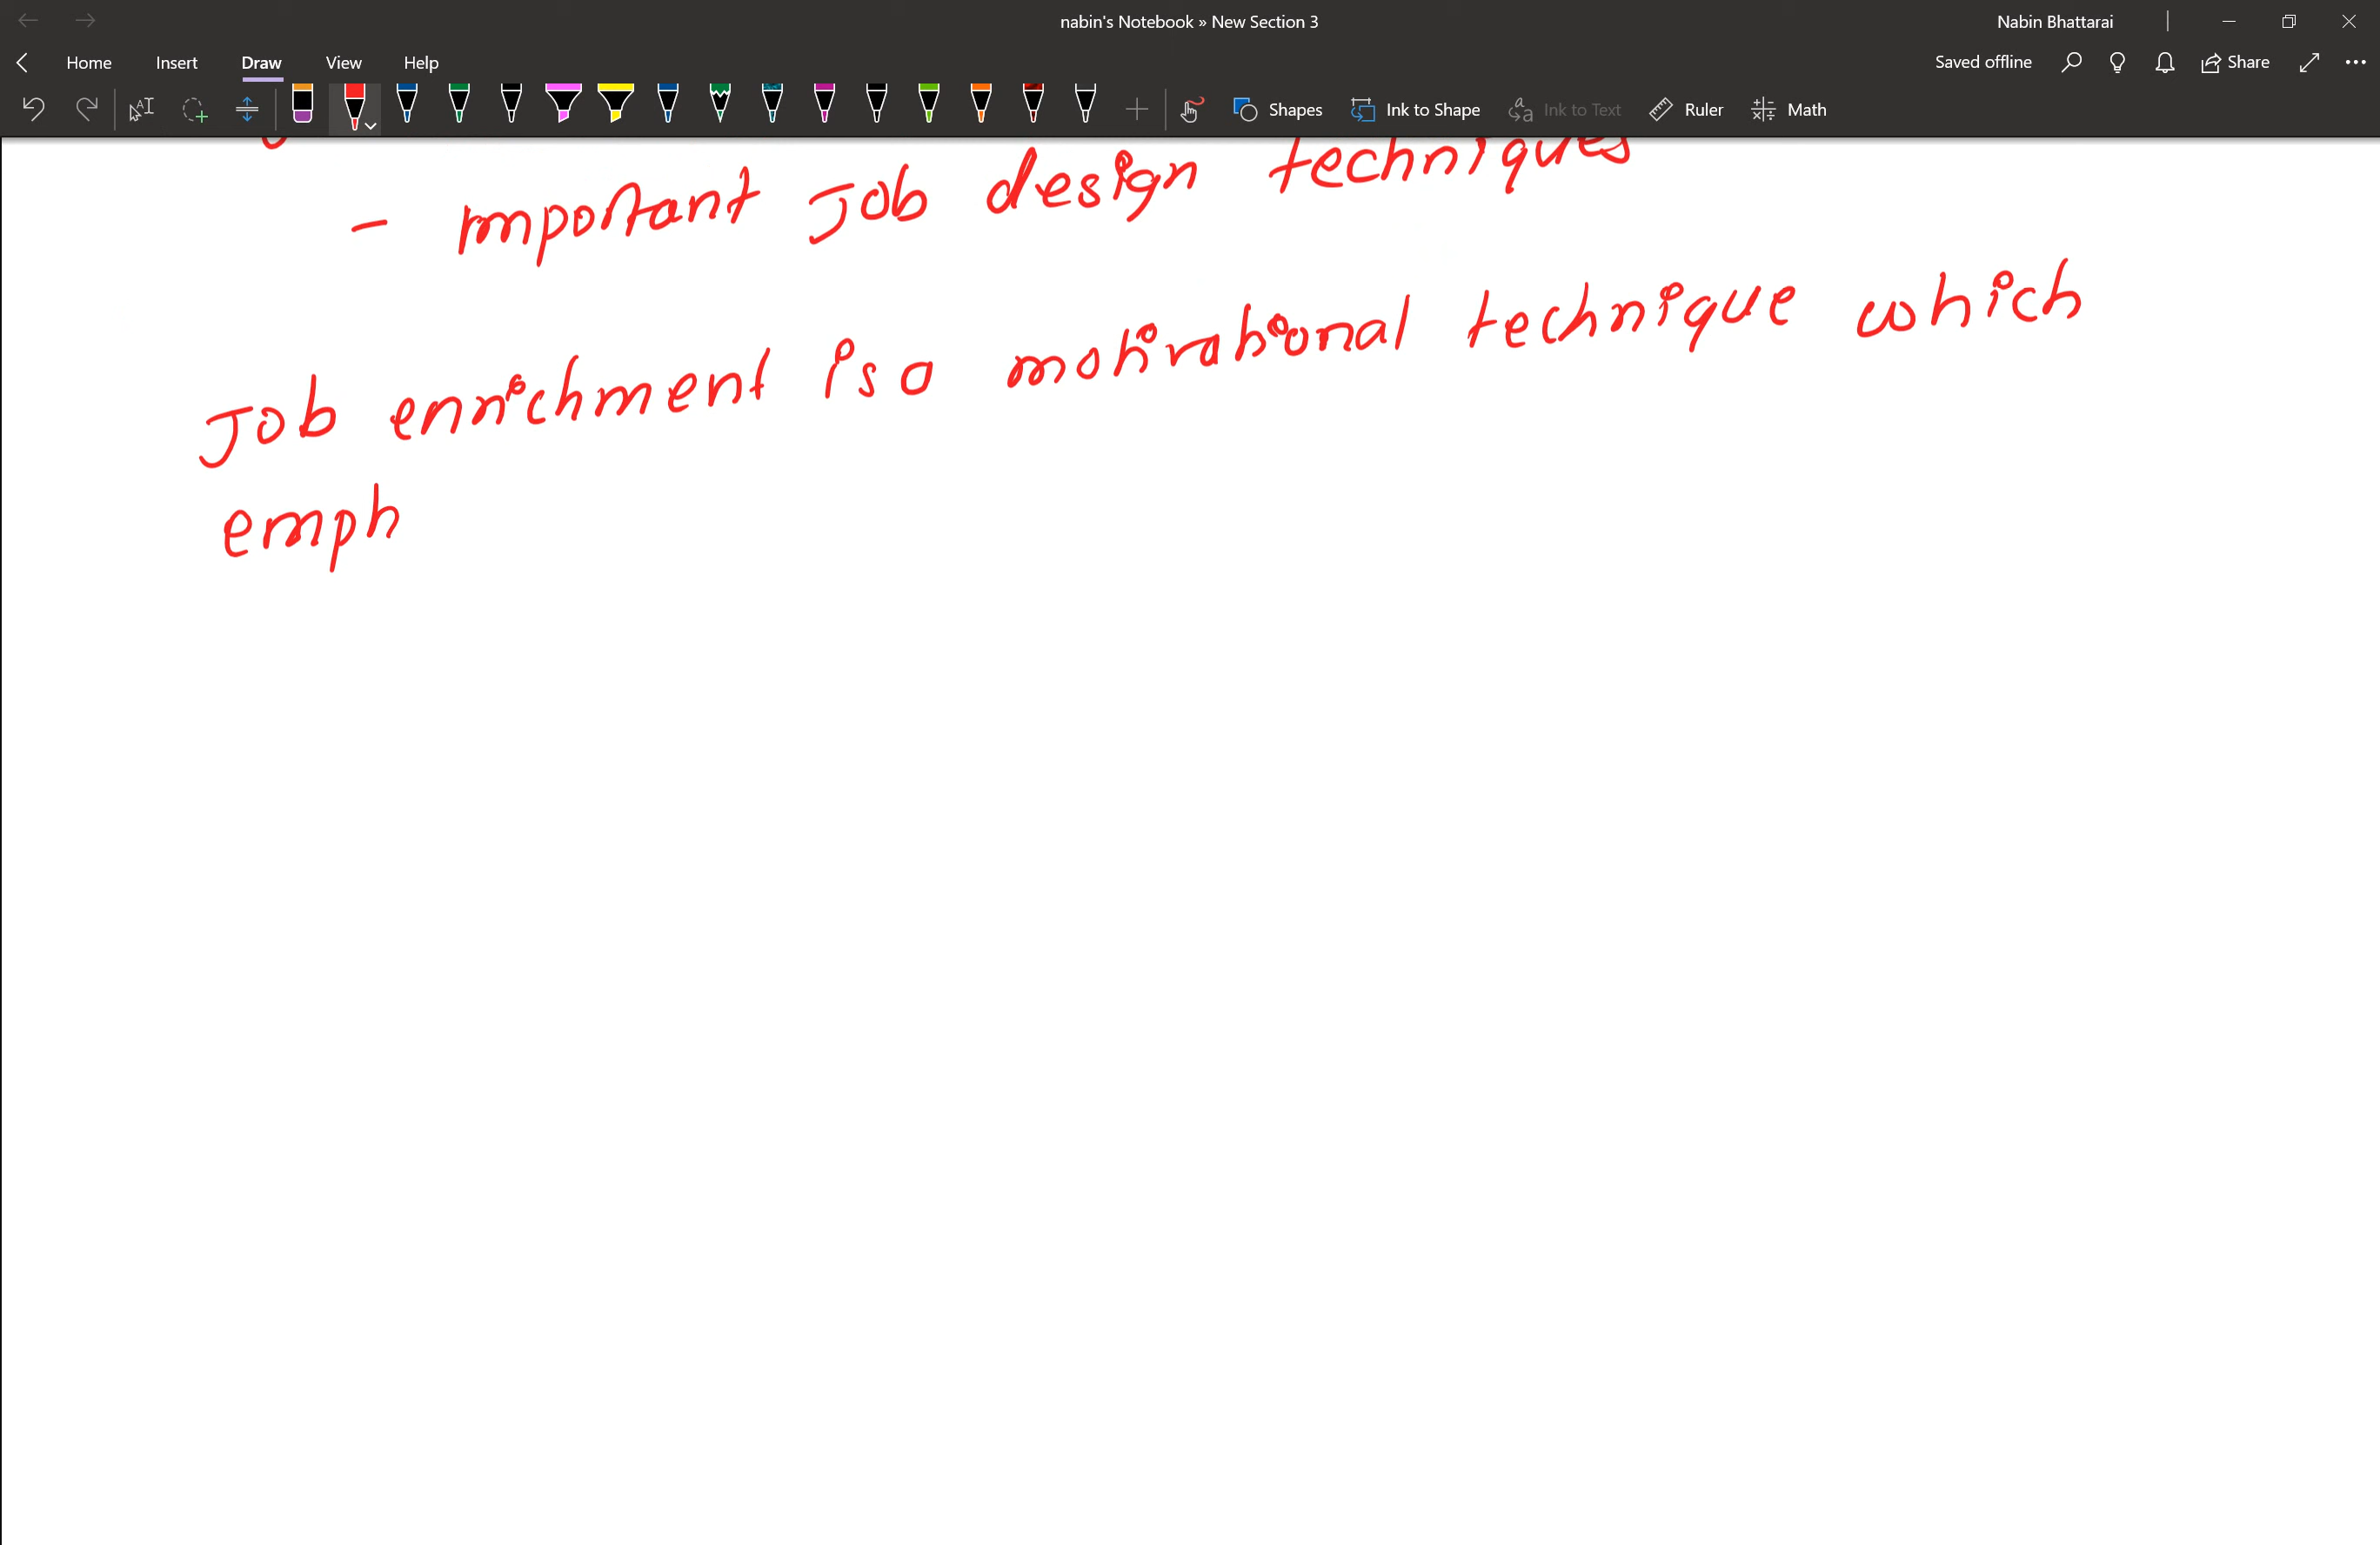 nabin's Notebook » New Section 3
Nabin Bhattarai
Home Insert Draw View Help
Saved offline
Share
Shapes Ink to Shape Ink to Text Ruler Math
- Important Job design techniques
Job enrichment is a motivational technique which
emph